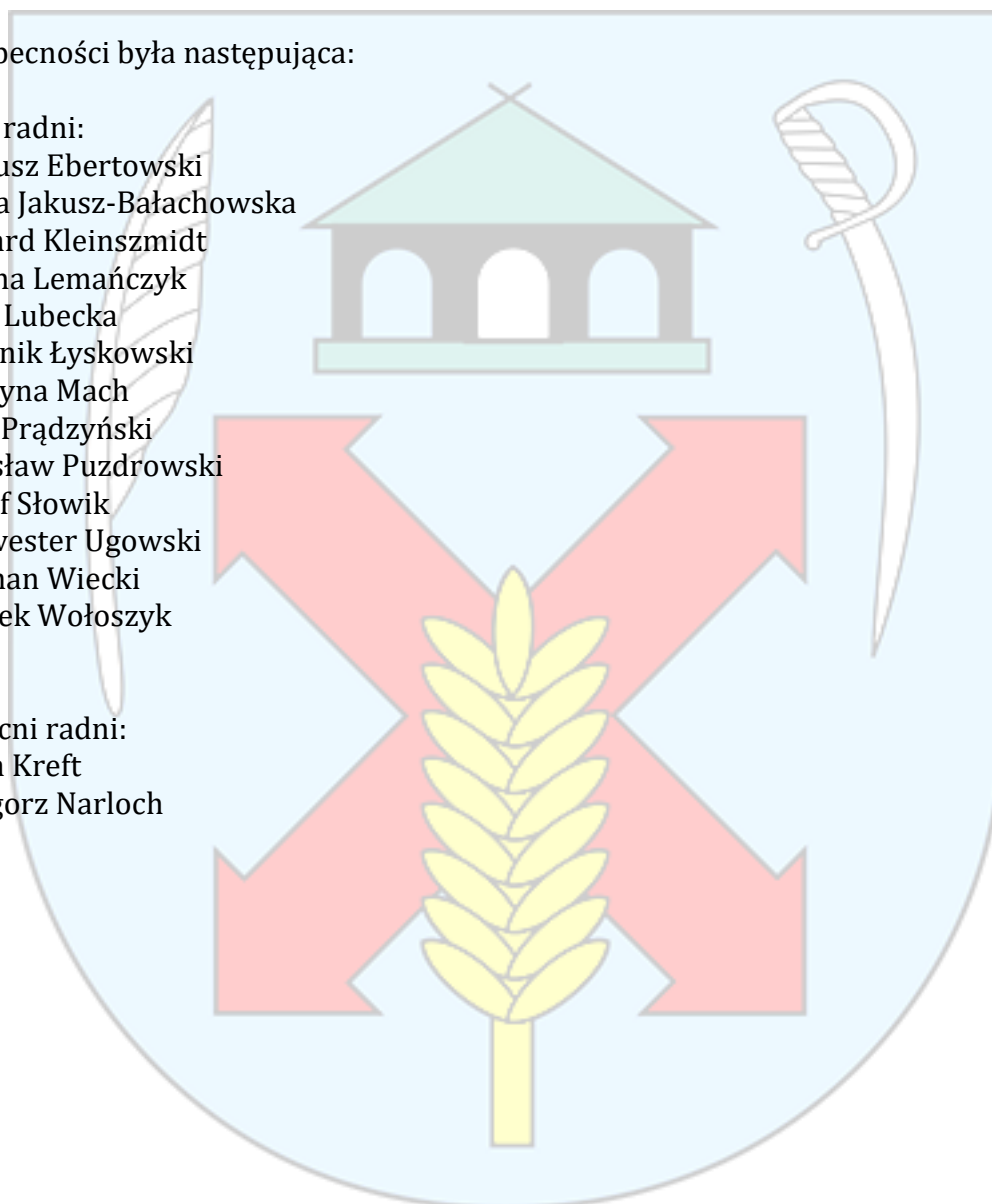 ecności była następująca:
radni:
usz Ebertowski
a Jakusz-Bałachowska
ard Kleinszmidt
na Lemańczyk
Lubecka
nik Łyskowski
yna Mach
Prądzyński
sław Puzdrowski
f Słowik
vester Ugowski
nan Wiecki
ek Wołoszyk
cni radni:
Kreft
gorz Narloch